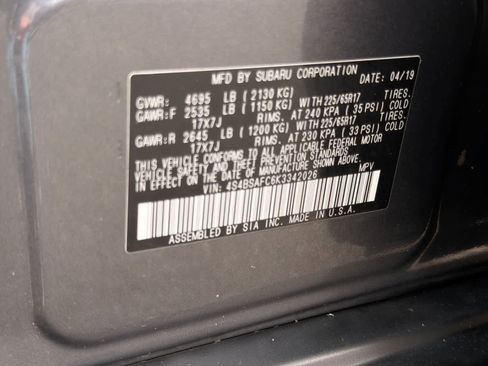 MFD BY SUBARU CORPORATION DATE: 04/19
GVWR: 4695 LB (2130 KG)
GAWR:F 2535 LB (1150 KG) WITH 225/65R17
17X7J RIMS, AT 240 KPA (35 PSI) COLD
GAWR:R 2645 LB (1200 KG) WITH 225/65R17
17X7J RIMS, AT 230 KPA (33 PSI) COLD
THIS VEHICLE CONFORMS TO ALL APPLICABLE FEDERAL MOTOR
VEHICLE SAFETY AND THEFT PREVENTION STANDARDS
IN EFFECT ON THE DATE OF MANUFACTURE SHOWN ABOVE.
VIN: 4S4BSAFC6K3342026 MPV
ASSEMBLED BY SIA INC. MADE IN U.S.A.